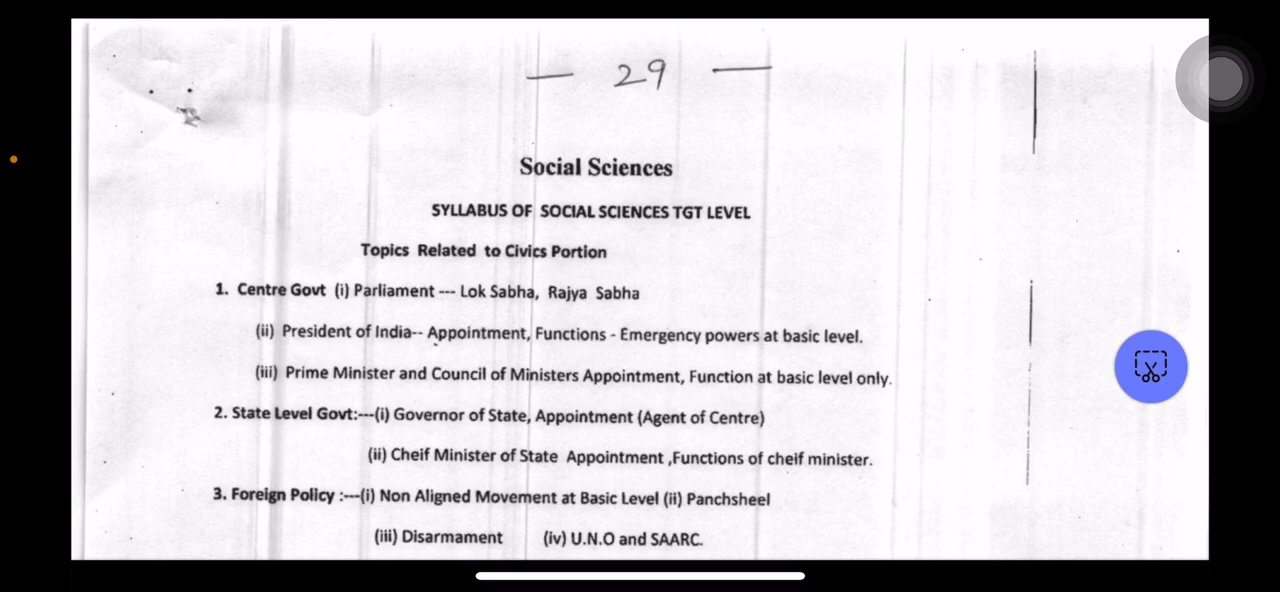 — 29 —
Social Sciences
SYLLABUS OF SOCIAL SCIENCES TGT LEVEL
Topics Related to Civics Portion
1. Centre Govt (i) Parliament --- Lok Sabha, Rajya Sabha
(ii) President of India-- Appointment, Functions - Emergency powers at basic level.
(iii) Prime Minister and Council of Ministers Appointment, Function at basic level only.
2. State Level Govt:---(i) Governor of State, Appointment (Agent of Centre)
(ii) Cheif Minister of State Appointment ,Functions of cheif minister.
3. Foreign Policy :---(i) Non Aligned Movement at Basic Level (ii) Panchsheel
(iii) Disarmament (iv) U.N.O and SAARC.